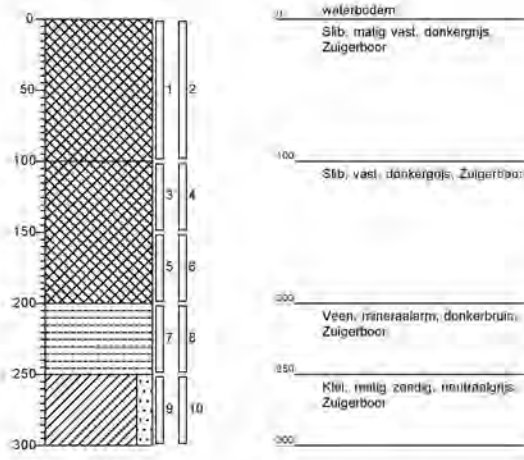 0
50
100
150
200
250
300
1
2
3
4
5
6
7
8
9
10
0
waterbodem
Slib, matig vast, donkergrijs,
Zuigerboor
100
Slib, vast, donkergrijs, Zuigerboor
200
Veen, mineraalarm, donkerbruin,
Zuigerboor
250
Klei, matig zandig, neutraalgrijs,
Zuigerboor
300